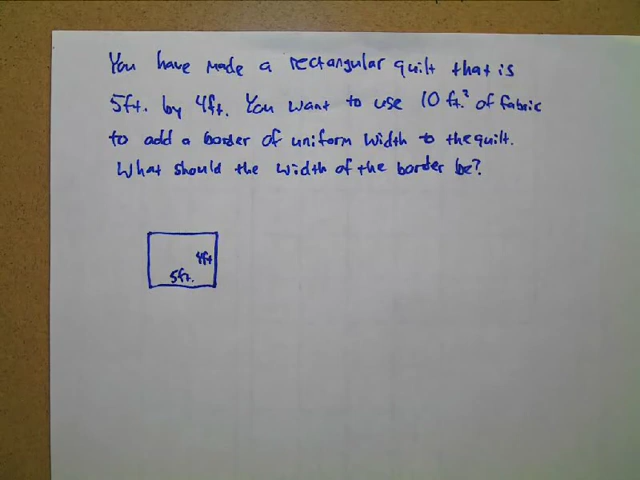 You have made a rectangular quilt that is
5ft. by 4ft. You want to use 10 ft.² of fabric
to add a border of uniform width to the quilt.
What should the width of the border be?
4ft
5ft.